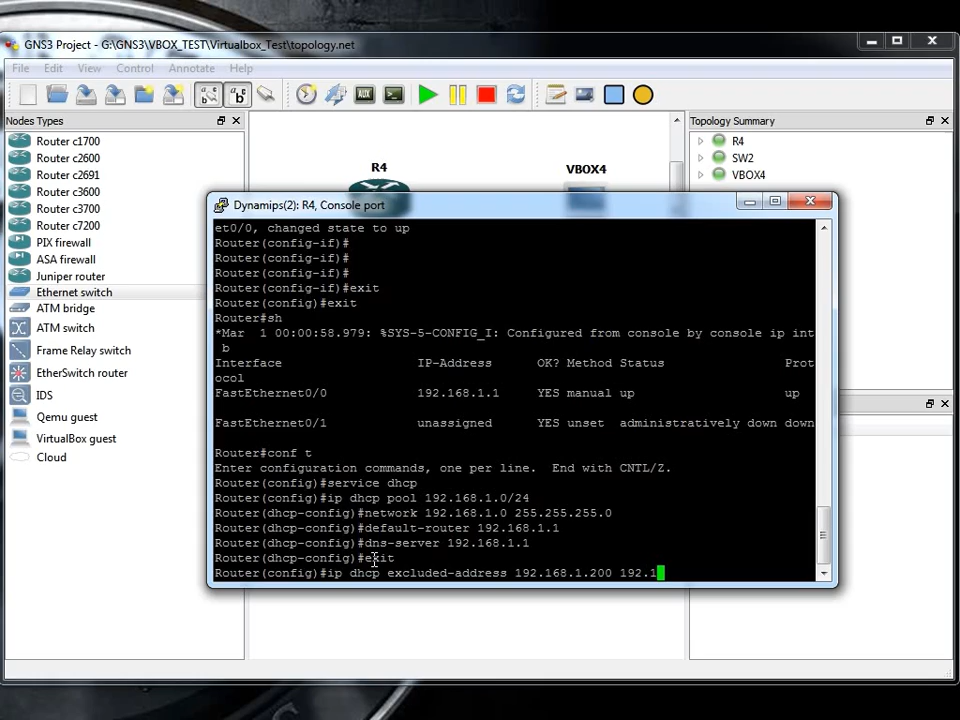 GNS3 Project - G:\GNS3\VBOX_TEST\Virtualbox_Test\topology.net
File Edit View Control Annotate Help
Nodes Types
Router c1700
Router c2600
Router c2691
Router c3600
Router c3700
Router c7200
PIX firewall
ASA firewall
Juniper router
Ethernet switch
ATM bridge
ATM switch
Frame Relay switch
EtherSwitch router
IDS
Qemu guest
VirtualBox guest
Cloud
R4
VBOX4
Topology Summary
R4
SW2
VBOX4
Dynamips(2): R4, Console port
et0/0, changed state to up
Router(config-if)#
Router(config-if)#
Router(config-if)#
Router(config-if)#exit
Router(config)#exit
Router#sh
*Mar  1 00:00:58.979: %SYS-5-CONFIG_I: Configured from console by console ip int
 b
Interface                  IP-Address      OK? Method Status                Prot
ocol
FastEthernet0/0            192.168.1.1     YES manual up                    up
FastEthernet0/1            unassigned      YES unset  administratively down down
Router#conf t
Enter configuration commands, one per line.  End with CNTL/Z.
Router(config)#service dhcp
Router(config)#ip dhcp pool 192.168.1.0/24
Router(dhcp-config)#network 192.168.1.0 255.255.255.0
Router(dhcp-config)#default-router 192.168.1.1
Router(dhcp-config)#dns-server 192.168.1.1
Router(dhcp-config)#exit
Router(config)#ip dhcp excluded-address 192.168.1.200 192.1